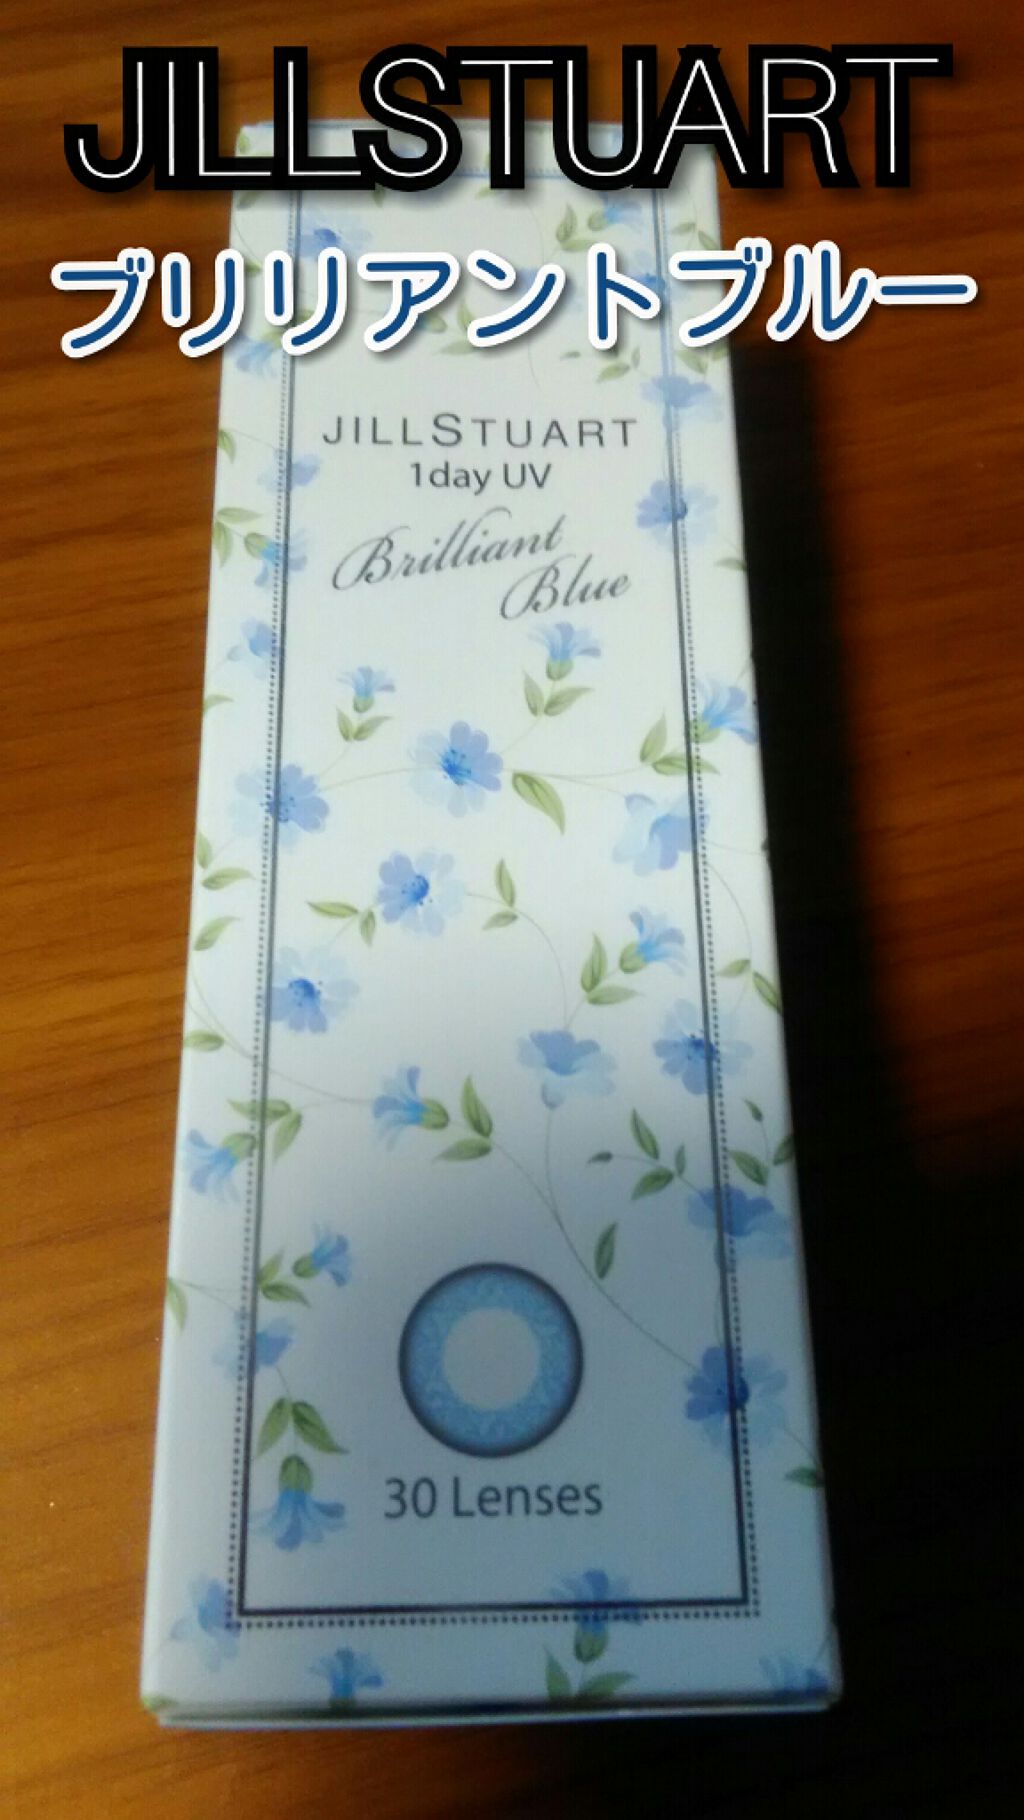 JILLSTUART
ブリリアントブルー
JILLSTUART
1day UV
Brilliant
Blue
30 Lenses